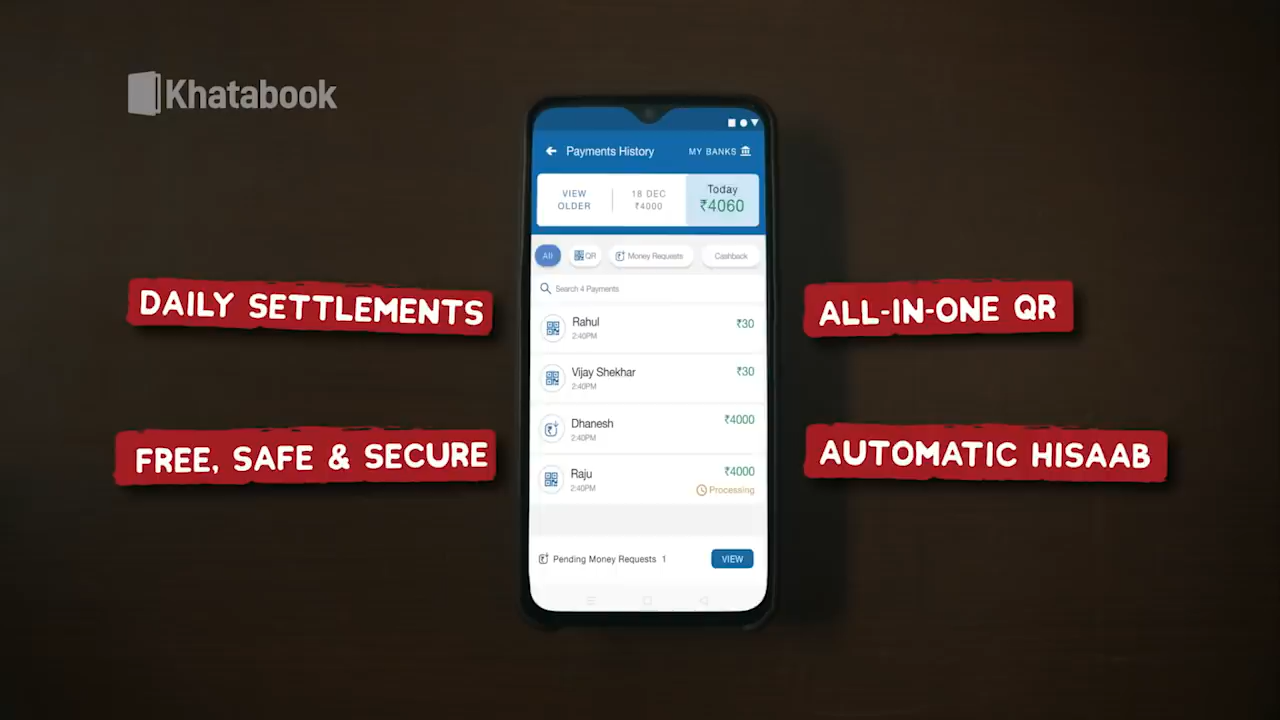 Khatabook
Payments History
MY BANKS
VIEW OLDER
18 DEC
₹4000
Today
₹4060
All
QR
Money Requests
Cashback
Search 4 Payments
Rahul
₹30
2:40PM
Vijay Shekhar
₹30
2:40PM
Dhanesh
₹4000
2:40PM
Raju
₹4000
2:40PM
Processing
Pending Money Requests 1
VIEW
DAILY SETTLEMENTS
ALL-IN-ONE QR
FREE, SAFE & SECURE
AUTOMATIC HISAAB